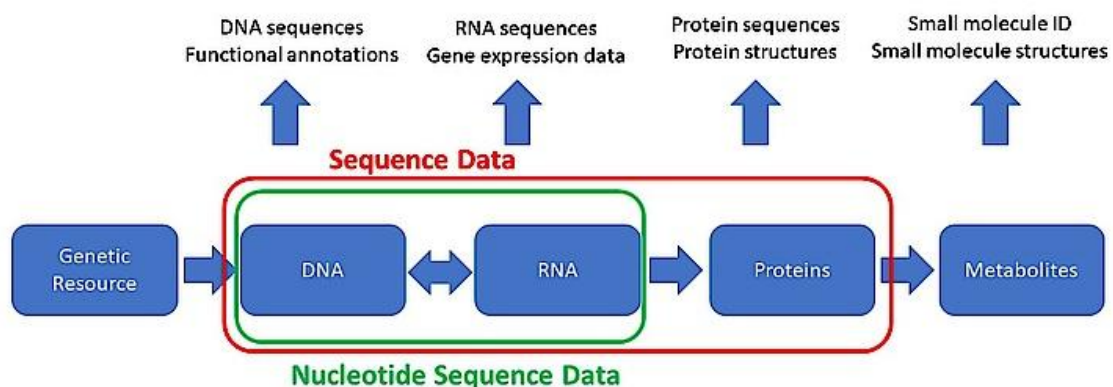 DNA sequences
Functional annotations
RNA sequences
Gene expression data
Protein sequences
Protein structures
Small molecule ID
Small molecule structures
Sequence Data
Genetic
Resource
DNA
RNA
Proteins
Metabolites
Nucleotide Sequence Data